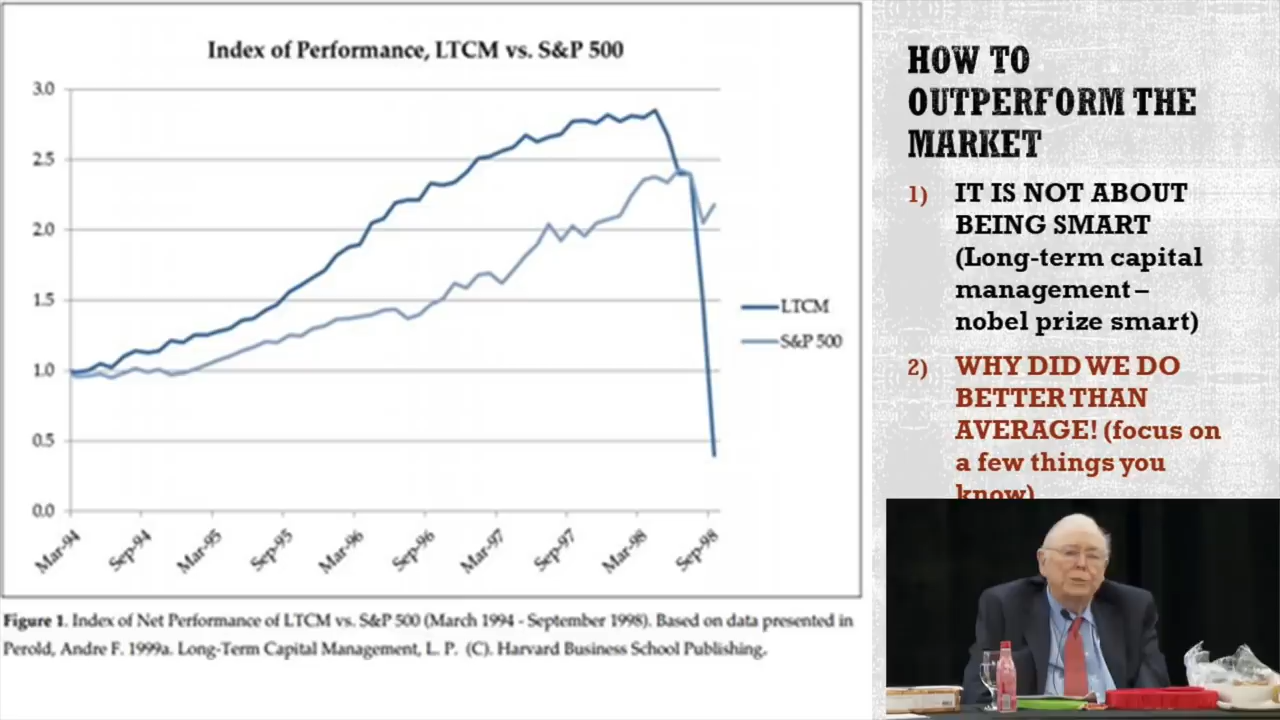 Index of Performance, LTCM vs. S&P 500
3.0
2.5
2.0
1.5
1.0
0.5
0.0
Mar-94
Sep-94
Mar-95
Sep-95
Mar-96
Sep-96
Mar-97
Sep-97
Mar-98
Sep-98
LTCM
S&P 500
Figure 1. Index of Net Performance of LTCM vs. S&P 500 (March 1994 - September 1998). Based on data presented in
Perold, Andre F. 1999a. Long-Term Capital Management, L. P. (C). Harvard Business School Publishing.
HOW TO
OUTPERFORM THE
MARKET
1) IT IS NOT ABOUT
BEING SMART
(Long-term capital
management –
nobel prize smart)
2) WHY DID WE DO
BETTER THAN
AVERAGE! (focus on
a few things you
know)